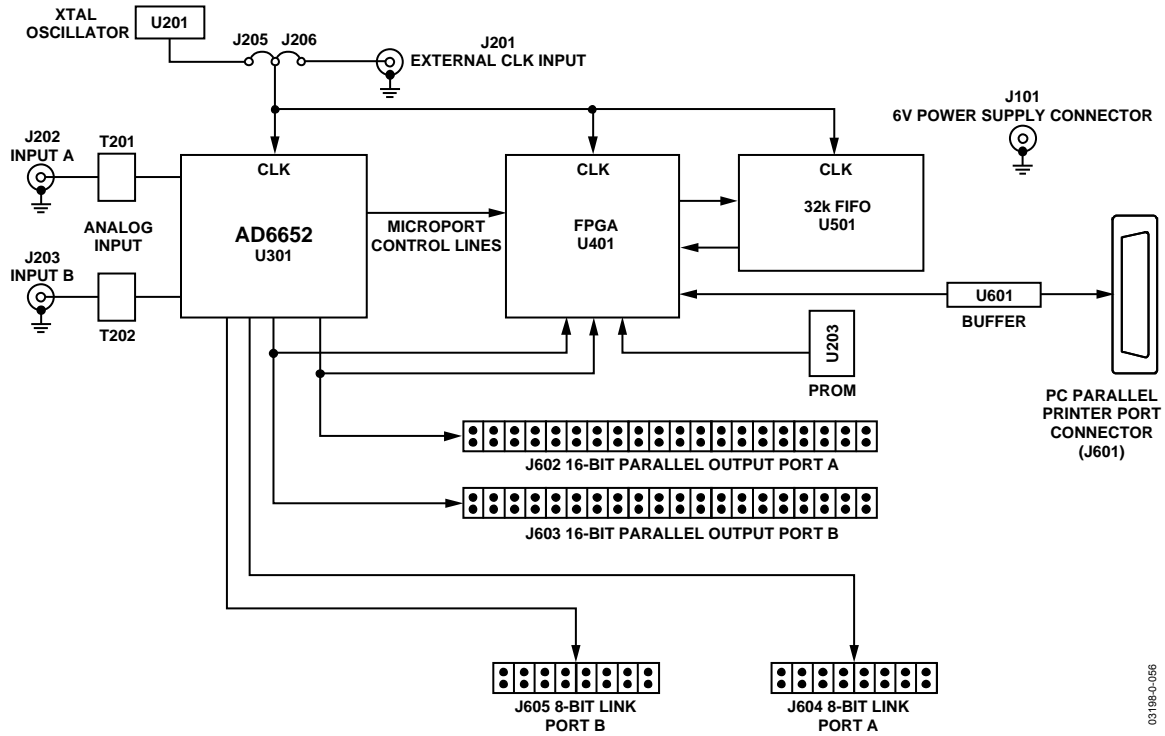 XTAL
OSCILLATOR
U201
J205 J206
J201
EXTERNAL CLK INPUT
J101
6V POWER SUPPLY CONNECTOR
J202
INPUT A
T201
CLK
CLK
CLK
ANALOG
INPUT
AD6652
U301
MICROPORT
CONTROL LINES
FPGA
U401
32k FIFO
U501
J203
INPUT B
T202
U601
BUFFER
U203
PROM
PC PARALLEL
PRINTER PORT
CONNECTOR
(J601)
J602 16-BIT PARALLEL OUTPUT PORT A
J603 16-BIT PARALLEL OUTPUT PORT B
J605 8-BIT LINK
PORT B
J604 8-BIT LINK
PORT A
03198-0-056